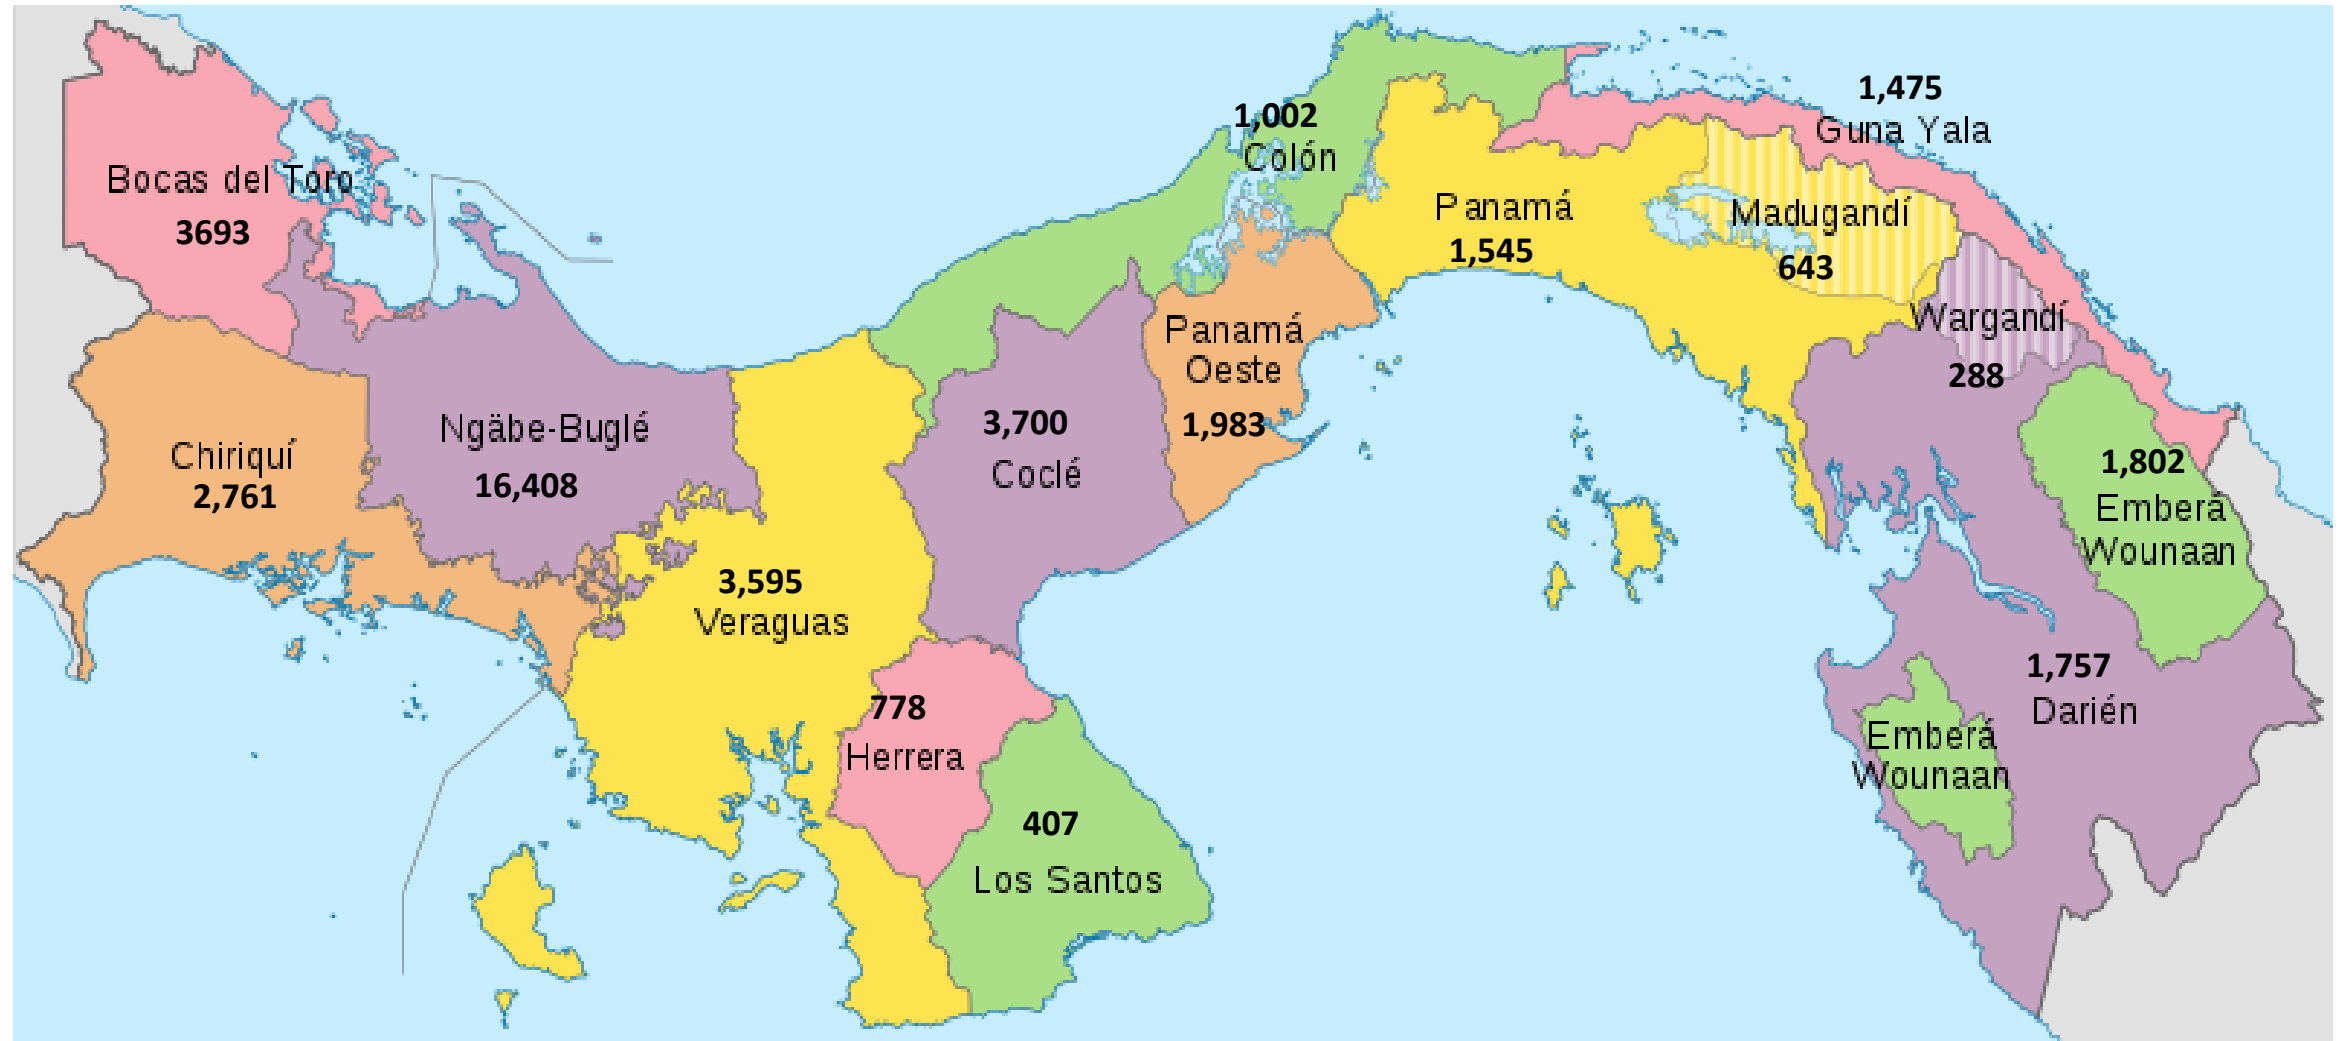 1,475
Guna Yala
1,002
Colón
Bocas del Toro
3693
Panamá
1,545
Madugandí
643
Wargandí
288
Panamá
Oeste
1,983
Ngäbe-Buglé
16,408
Chiriquí
2,761
3,700
Coclé
1,802
Emberá
Wounaan
3,595
Veraguas
1,757
Darién
778
Herrera
Emberá
Wounaan
407
Los Santos